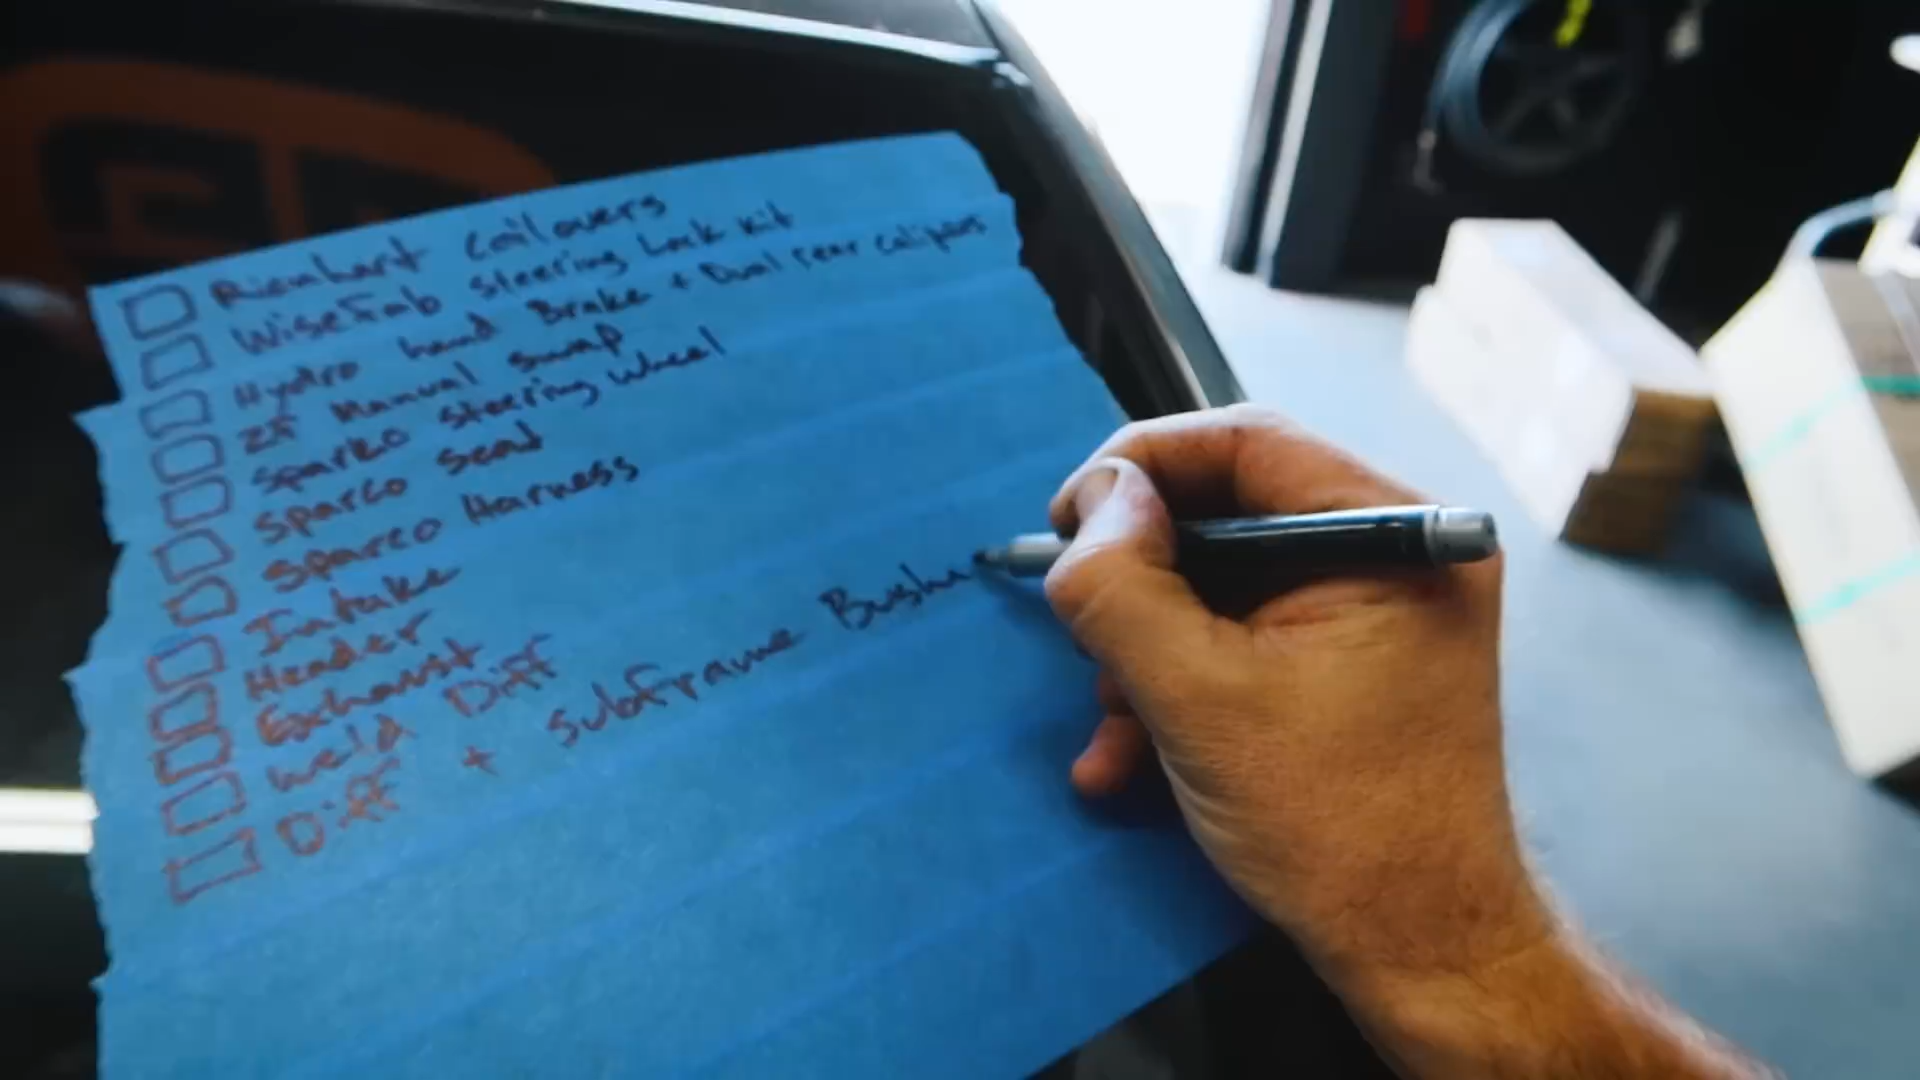 Rienhart coilovers
Wisefab steering Lock kit
Hydro hand Brake + Dual rear calipers
ZF Manual swap
Sparko steering wheel
Sparco seat
Sparco Harness
Intake
Header
Exhaust
Weld Diff
Diff + subframe Bush